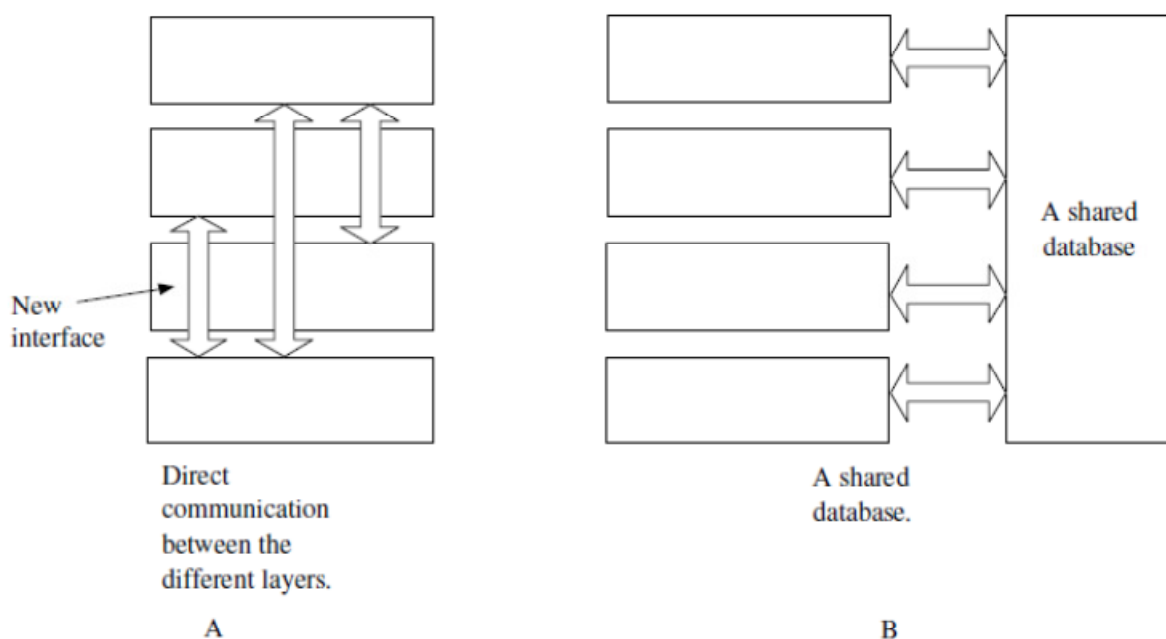 New
interface
Direct
communication
between the
different layers.
A
A shared
database
A shared
database.
B